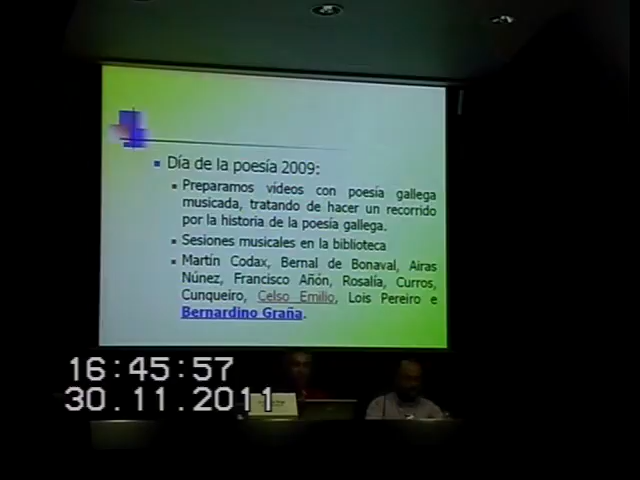 Día de la poesía 2009:
Preparamos vídeos con poesía gallega
musicada, tratando de hacer un recorrido
por la historia de la poesía gallega.
Sesiones musicales en la biblioteca
Martín Codax, Bernal de Bonaval, Airas
Núnez, Francisco Añón, Rosalía, Curros,
Cunqueiro, Celso Emilio, Lois Pereiro e
Bernardino Graña.
16:45:57
30.11.2011